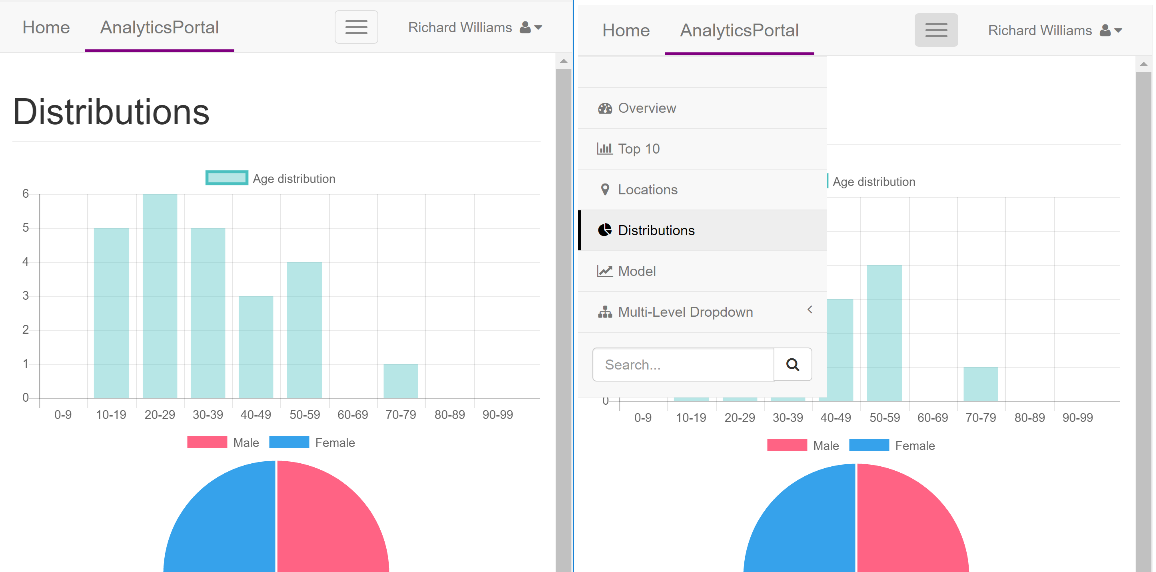 Home AnalyticsPortal Richard Williams
Distributions
Age distribution
6
5
4
3
2
1
0
0-9 10-19 20-29 30-39 40-49 50-59 60-69 70-79 80-89 90-99
Male Female
Home AnalyticsPortal Richard Williams
Overview
Top 10
Locations
Distributions
Model
Multi-Level Dropdown
Search...
Age distribution
0
0-9 10-19 20-29 30-39 40-49 50-59 60-69 70-79 80-89 90-99
Male Female